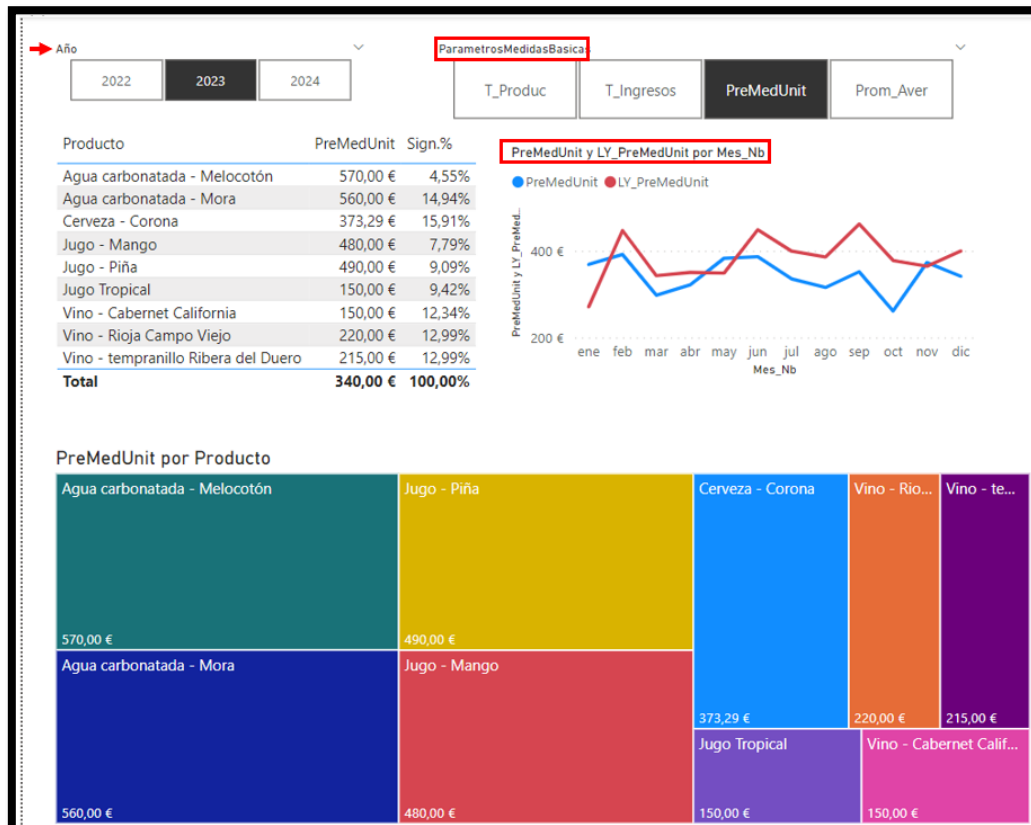 Año
2022 2023 2024
ParametrosMedidasBasicas
T_Produc T_Ingresos PreMedUnit Prom_Aver
Producto PreMedUnit Sign.%
Agua carbonatada - Melocotón 570,00 € 4,55%
Agua carbonatada - Mora 560,00 € 14,94%
Cerveza - Corona 373,29 € 15,91%
Jugo - Mango 480,00 € 7,79%
Jugo - Piña 490,00 € 9,09%
Jugo Tropical 150,00 € 9,42%
Vino - Cabernet California 150,00 € 12,34%
Vino - Rioja Campo Viejo 220,00 € 12,99%
Vino - tempranillo Ribera del Duero 215,00 € 12,99%
Total 340,00 € 100,00%
PreMedUnit y LY_PreMedUnit por Mes_Nb
PreMedUnit LY_PreMedUnit
PreMedUnit y LY_PreMed...
400 €
200 €
ene feb mar abr may jun jul ago sep oct nov dic
Mes_Nb
PreMedUnit por Producto
Agua carbonatada - Melocotón
570,00 €
Jugo - Piña
490,00 €
Cerveza - Corona
373,29 €
Vino - Rio...
220,00 €
Vino - te...
215,00 €
Agua carbonatada - Mora
560,00 €
Jugo - Mango
480,00 €
Jugo Tropical
150,00 €
Vino - Cabernet Calif...
150,00 €